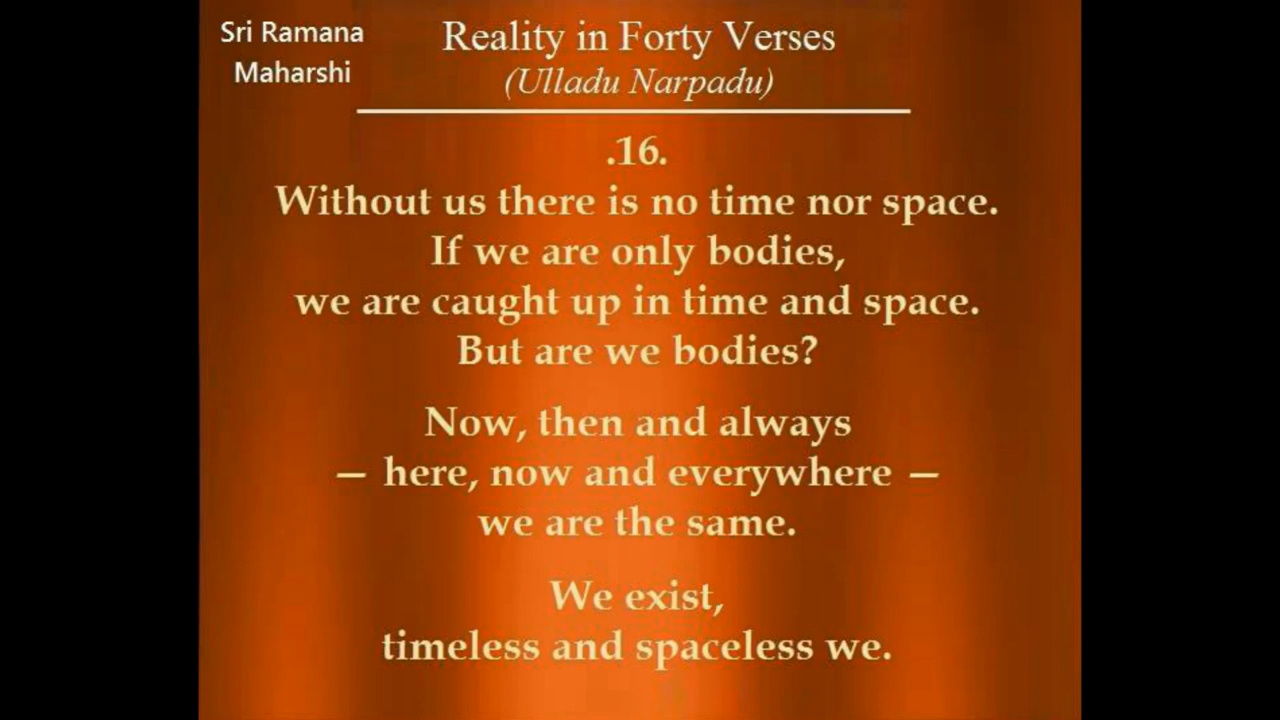 Sri Ramana
Maharshi
Reality in Forty Verses
(Ulladu Narpadu)
.16.
Without us there is no time nor space.
If we are only bodies,
we are caught up in time and space.
But are we bodies?
Now, then and always
— here, now and everywhere —
we are the same.
We exist,
timeless and spaceless we.